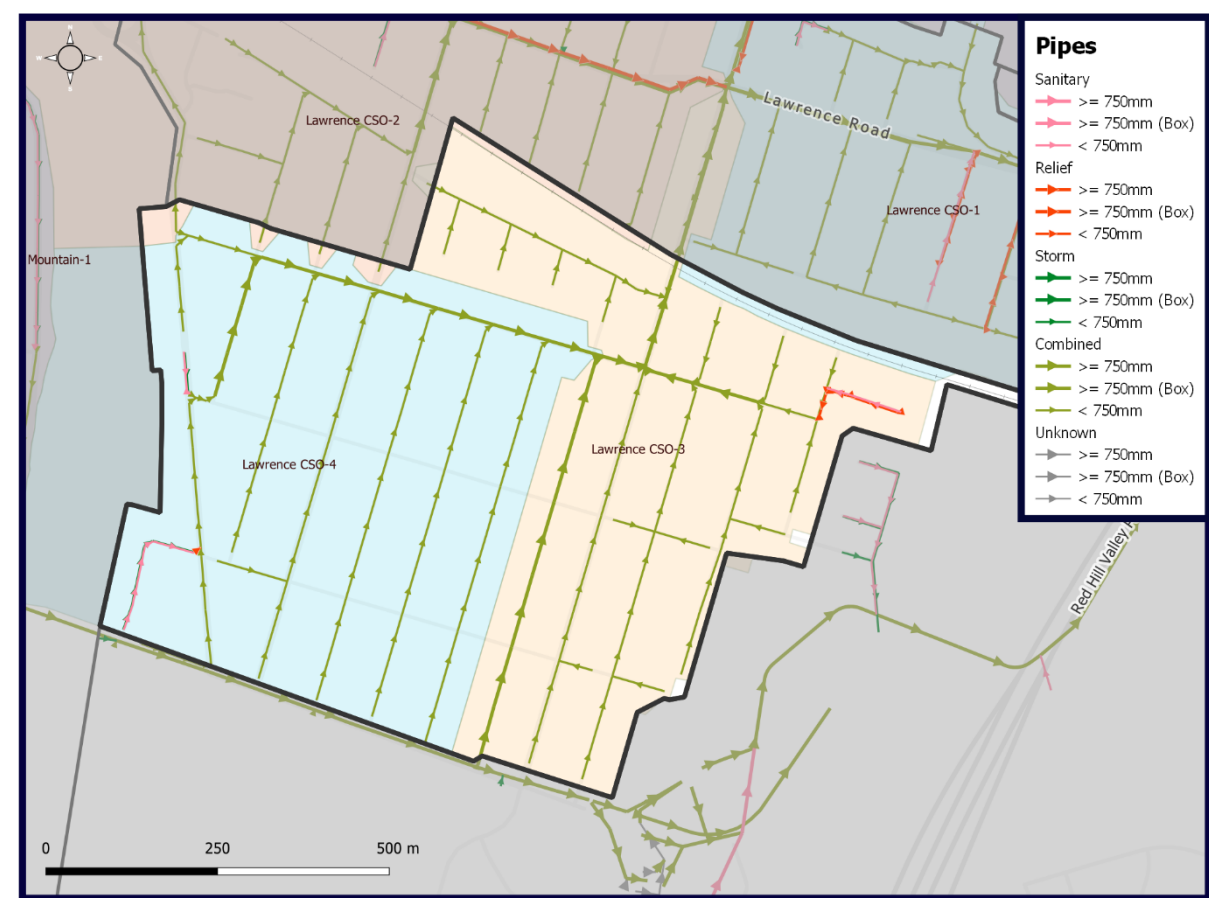 Pipes
Sanitary
>= 750mm
>= 750mm (Box)
< 750mm
Relief
>= 750mm
>= 750mm (Box)
< 750mm
Storm
>= 750mm
>= 750mm (Box)
< 750mm
Combined
>= 750mm
>= 750mm (Box)
< 750mm
Unknown
>= 750mm
>= 750mm (Box)
< 750mm
Lawrence CSO-2
Lawrence Road
Lawrence CSO-1
Mountain-1
Lawrence CSO-3
Lawrence CSO-4
Red Hill Valley
0 250 500 m